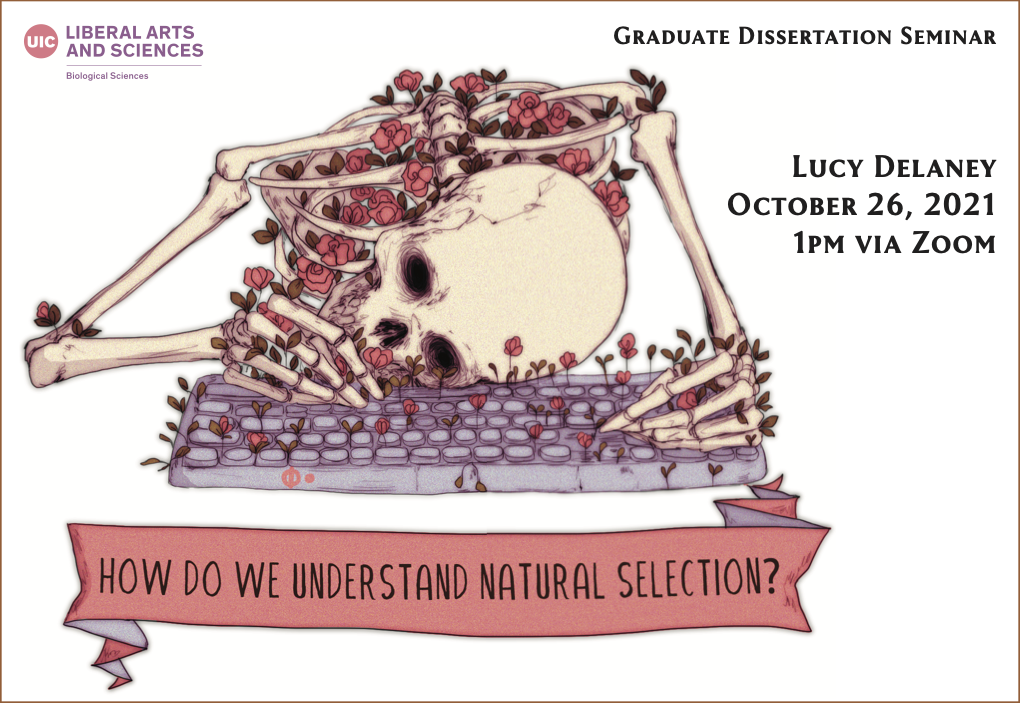 UIC
LIBERAL ARTS
AND SCIENCES
Biological Sciences
GRADUATE DISSERTATION SEMINAR
LUCY DELANEY
OCTOBER 26, 2021
1PM VIA ZOOM
HOW DO WE UNDERSTAND NATURAL SELECTION?